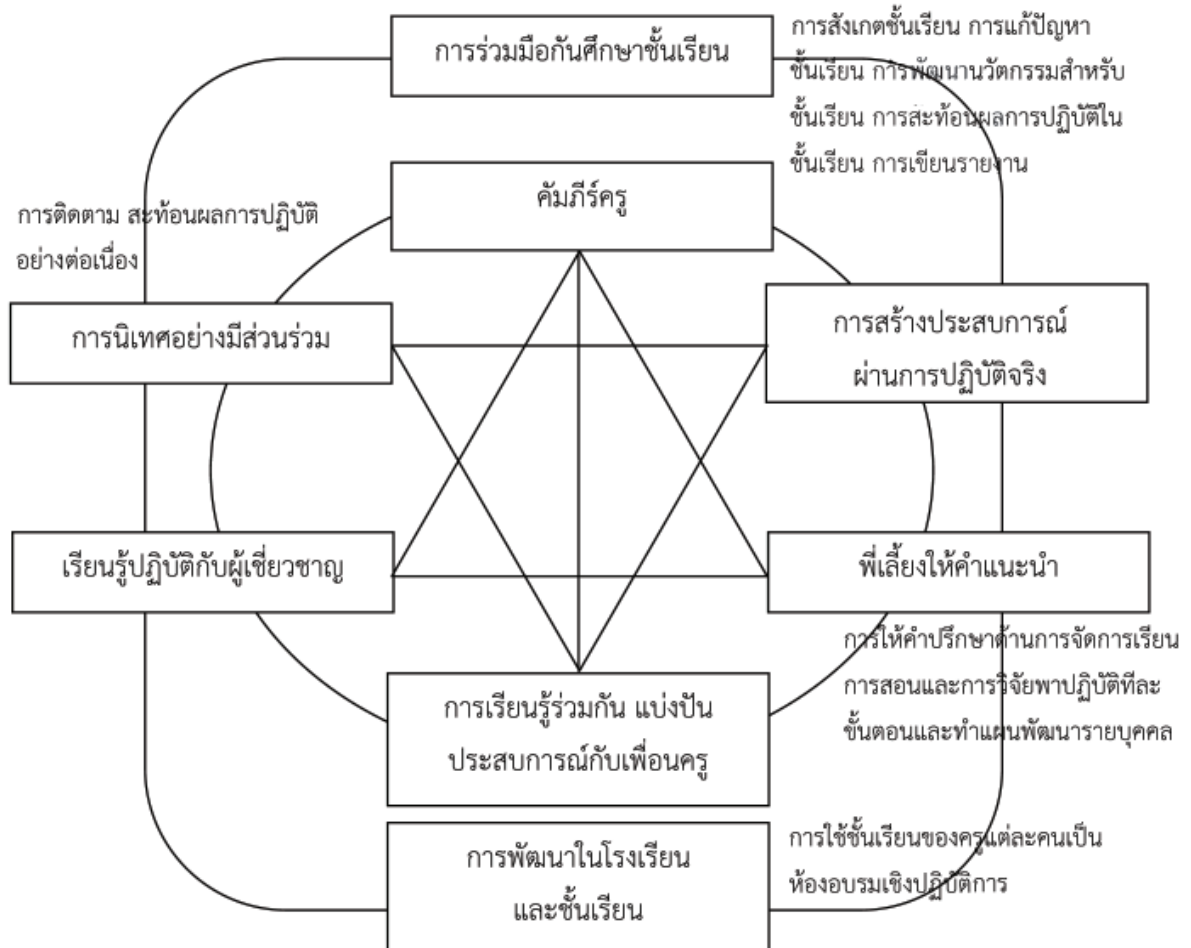 การร่วมมือกันศึกษาชั้นเรียน
การสังเกตชั้นเรียน การแก้ปัญหา
ชั้นเรียน การพัฒนานวัตกรรมสำหรับ
ชั้นเรียน การสะท้อนผลการปฏิบัติใน
ชั้นเรียน การเขียนรายงาน
คัมภีร์ครู
การติดตาม สะท้อนผลการปฏิบัติ
อย่างต่อเนื่อง
การนิเทศอย่างมีส่วนร่วม
การสร้างประสบการณ์
ผ่านการปฏิบัติจริง
เรียนรู้ปฏิบัติกับผู้เชี่ยวชาญ
พี่เลี้ยงให้คำแนะนำ
การให้คำปรึกษาด้านการจัดการเรียน
การสอนและการวิจัยพาปฏิบัติทีละ
ขั้นตอนและทำแผนพัฒนารายบุคคล
การเรียนรู้ร่วมกัน แบ่งปัน
ประสบการณ์กับเพื่อนครู
การพัฒนาในโรงเรียน
และชั้นเรียน
การใช้ชั้นเรียนของครูแต่ละคนเป็น
ห้องอบรมเชิงปฏิบัติการ